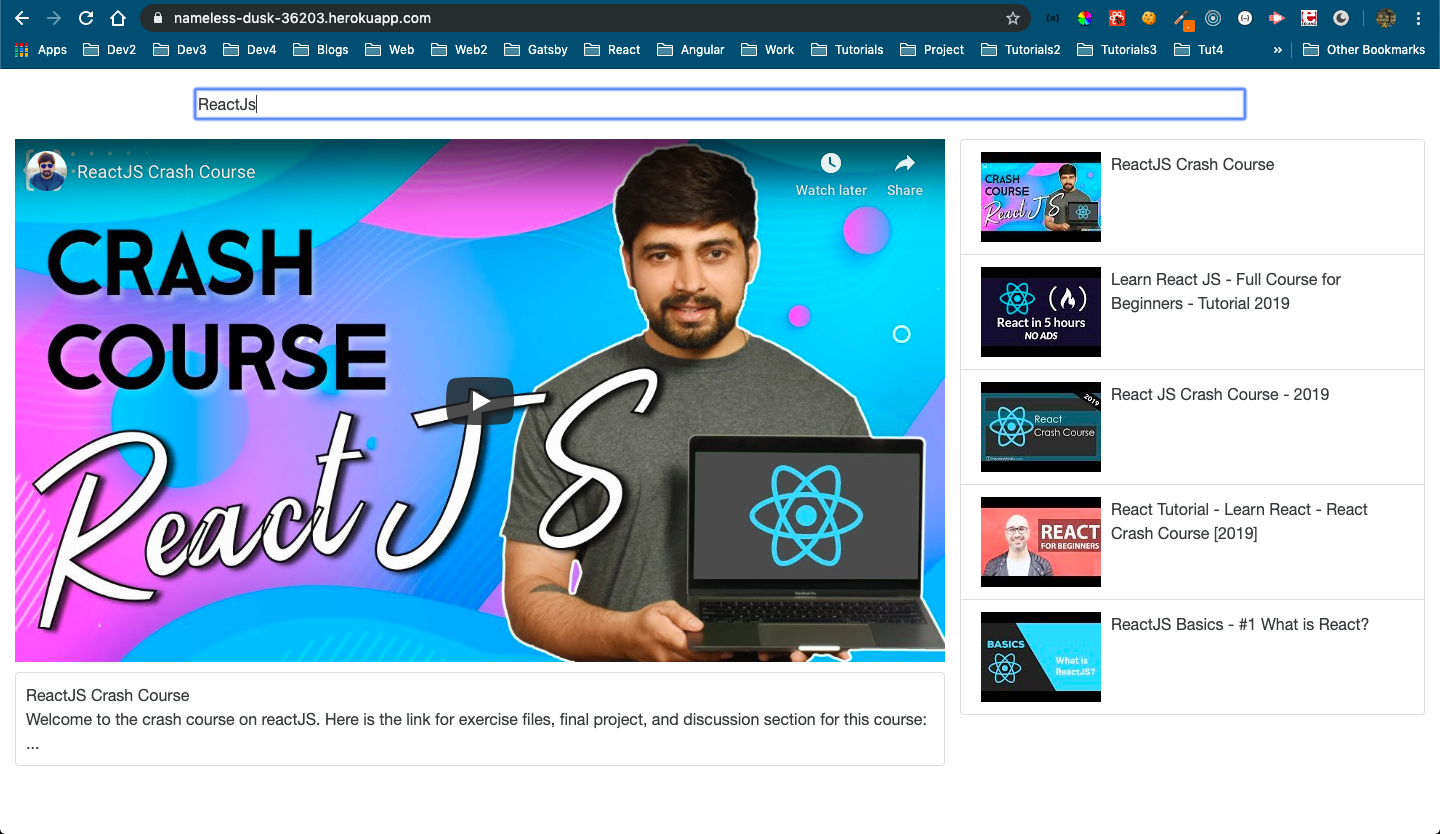 nameless-dusk-36203.herokuapp.com
Apps Dev2 Dev3 Dev4 Blogs Web Web2 Gatsby React Angular Work Tutorials Project Tutorials2 Tutorials3 Tut4 » Other Bookmarks
ReactJs
ReactJS Crash Course
Watch later
Share
CRASH
COURSE
React JS
ReactJS Crash Course
Welcome to the crash course on reactJS. Here is the link for exercise files, final project, and discussion section for this course:
...
CRASH
COURSE
React JS
ReactJS Crash Course
React in 5 hours
NO ADS
Learn React JS - Full Course for
Beginners - Tutorial 2019
2019
React
Crash Course
React JS Crash Course - 2019
REACT
FOR BEGINNERS
React Tutorial - Learn React - React
Crash Course [2019]
BASICS
What is
ReactJS?
ReactJS Basics - #1 What is React?